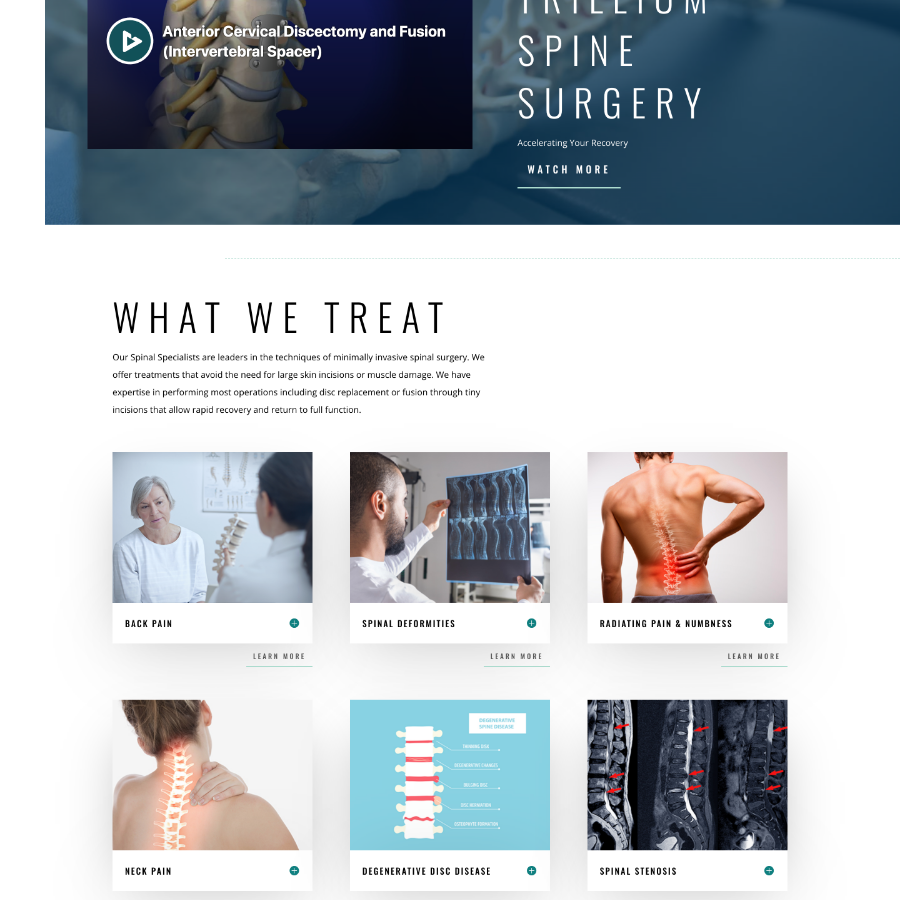 Anterior Cervical Discectomy and Fusion
(Intervertebral Spacer)
TRILLIUM
SPINE
SURGERY
Accelerating Your Recovery
WATCH MORE
WHAT WE TREAT
Our Spinal Specialists are leaders in the techniques of minimally invasive spinal surgery. We
offer treatments that avoid the need for large skin incisions or muscle damage. We have
expertise in performing most operations including disc replacement or fusion through tiny
incisions that allow rapid recovery and return to full function.
BACK PAIN
SPINAL DEFORMITIES
RADIATING PAIN & NUMBNESS
LEARN MORE
LEARN MORE
LEARN MORE
DEGENERATIVE
SPINE DISEASE
THINNING DISK
DEGENERATIVE CHANGES
BULGING DISC
DISC HERNIATION
OSTEOPHYTE FORMATION
NECK PAIN
DEGENERATIVE DISC DISEASE
SPINAL STENOSIS